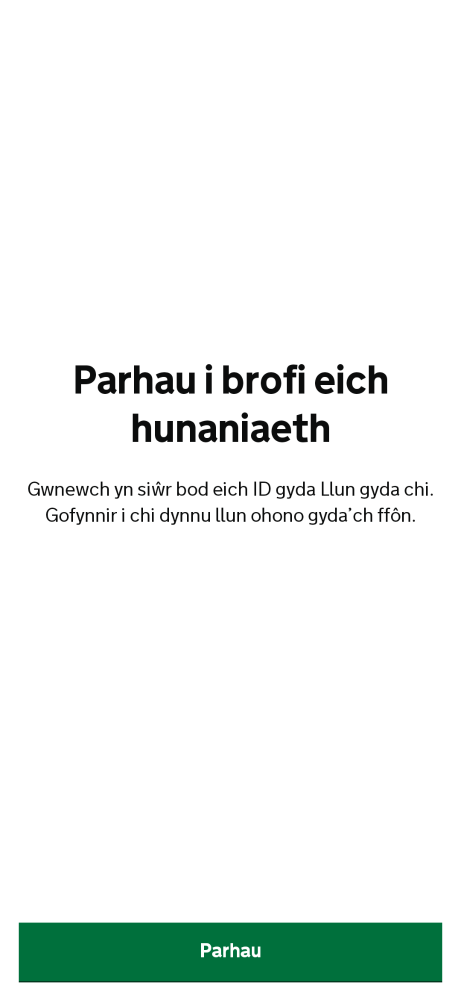 Parhau i brofi eich
hunaniaeth
Gwnewch yn siŵr bod eich ID gyda Llun gyda chi.
Gofynnir i chi dynnu llun ohono gyda’ch ffôn.
Parhau